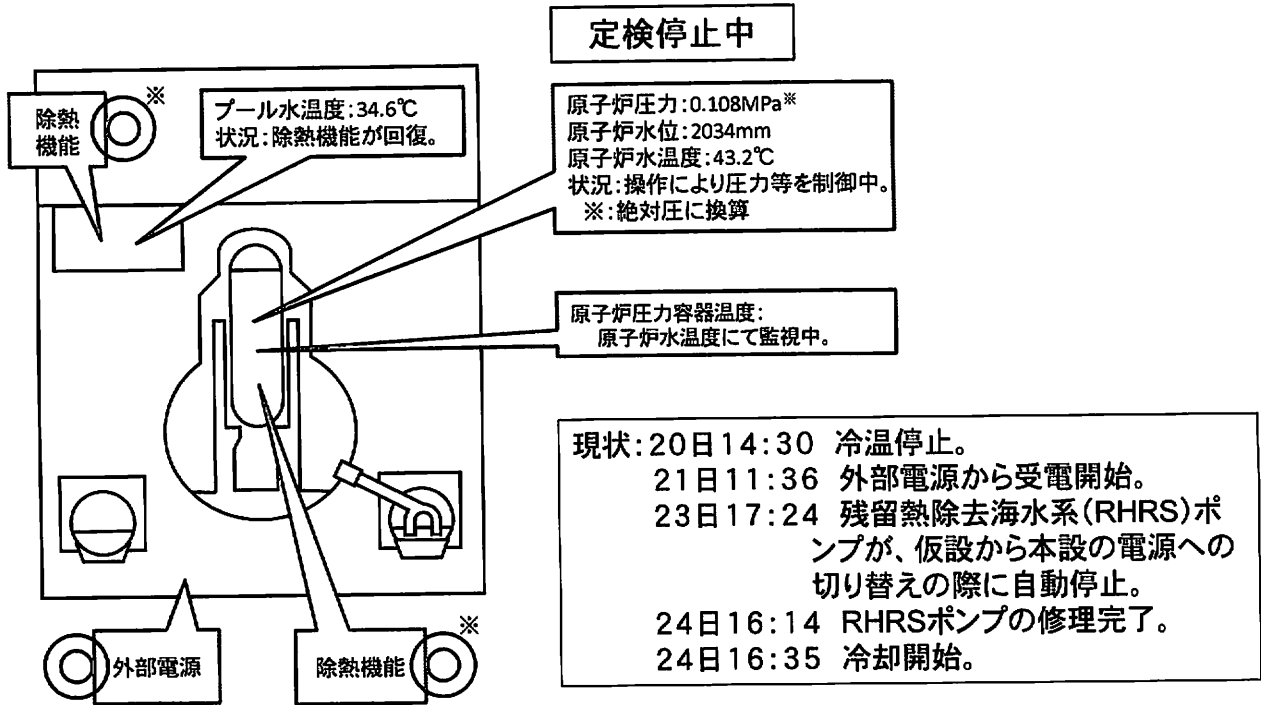 定検停止中
除熱
機能
※
プール水温度:34.6℃
状況:除熱機能が回復。
原子炉圧力:0.108MPa※
原子炉水位:2034mm
原子炉水温度:43.2℃
状況:操作により圧力等を制御中。
※:絶対圧に換算
原子炉圧力容器温度:
原子炉水温度にて監視中。
現状:20日14:30 冷温停止。
21日11:36 外部電源から受電開始。
23日17:24 残留熱除去海水系(RHRS)ポ
ンプが、仮設から本設の電源への
切り替えの際に自動停止。
24日16:14 RHRSポンプの修理完了。
24日16:35 冷却開始。
外部電源
除熱機能
※